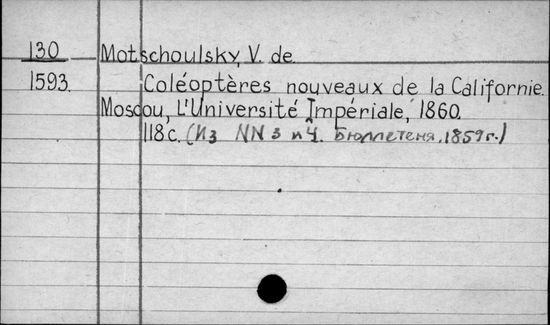 130 Motschoulsky, V. de.
1593. Coléoptères nouveaux de la Californie.
Moscou, L'Université Impériale, 1860.
118 с. (Из NN 3 и 4. Бюллетеня, 1859 г.)